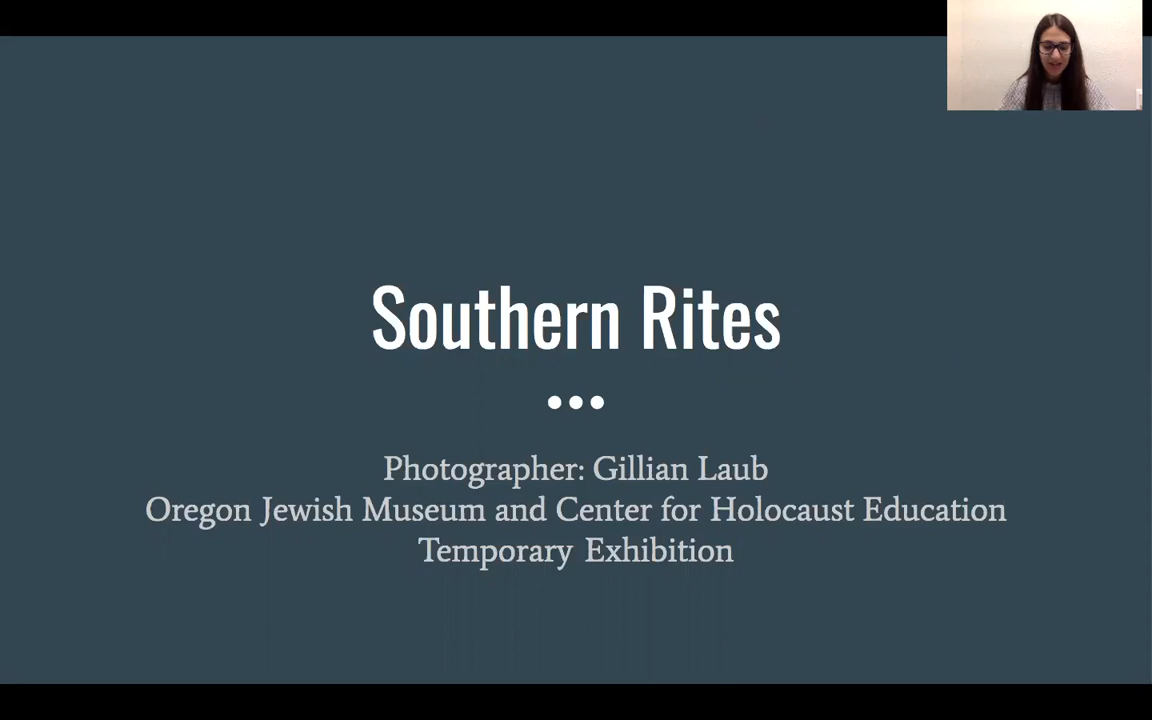 Southern Rites
Photographer: Gillian Laub
Oregon Jewish Museum and Center for Holocaust Education
Temporary Exhibition